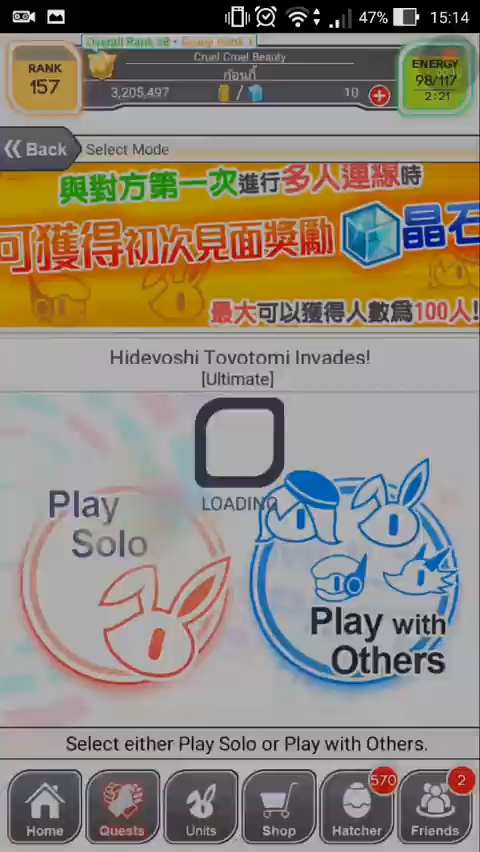 47% 15:14
RANK
157
Cruel Cruel Beauty
ก๋อนกี้
3,205,497 / 10
ENERGY
98/117
2:21
Back
Select Mode
與對方第一次進行多人連線時
可獲得初次見面獎勵 晶石
最大可以獲得人數為100人!
Hideyoshi Toyotomi Invades!
[Ultimate]
LOADING
Play
Solo
Play with
Others
Select either Play Solo or Play with Others.
570
2
Home
Quests
Units
Shop
Hatcher
Friends